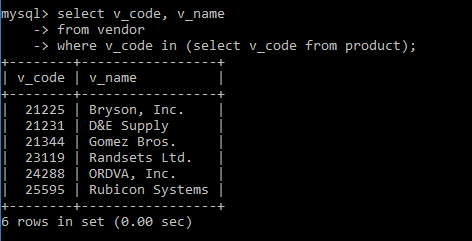 mysql> select v_code, v_name
    -> from vendor
    -> where v_code in (select v_code from product);
+--------+-----------------+
| v_code | v_name          |
+--------+-----------------+
|  21225 | Bryson, Inc.    |
|  21231 | D&E Supply      |
|  21344 | Gomez Bros.     |
|  23119 | Randsets Ltd.   |
|  24288 | ORDVA, Inc.     |
|  25595 | Rubicon Systems |
+--------+-----------------+
6 rows in set (0.00 sec)